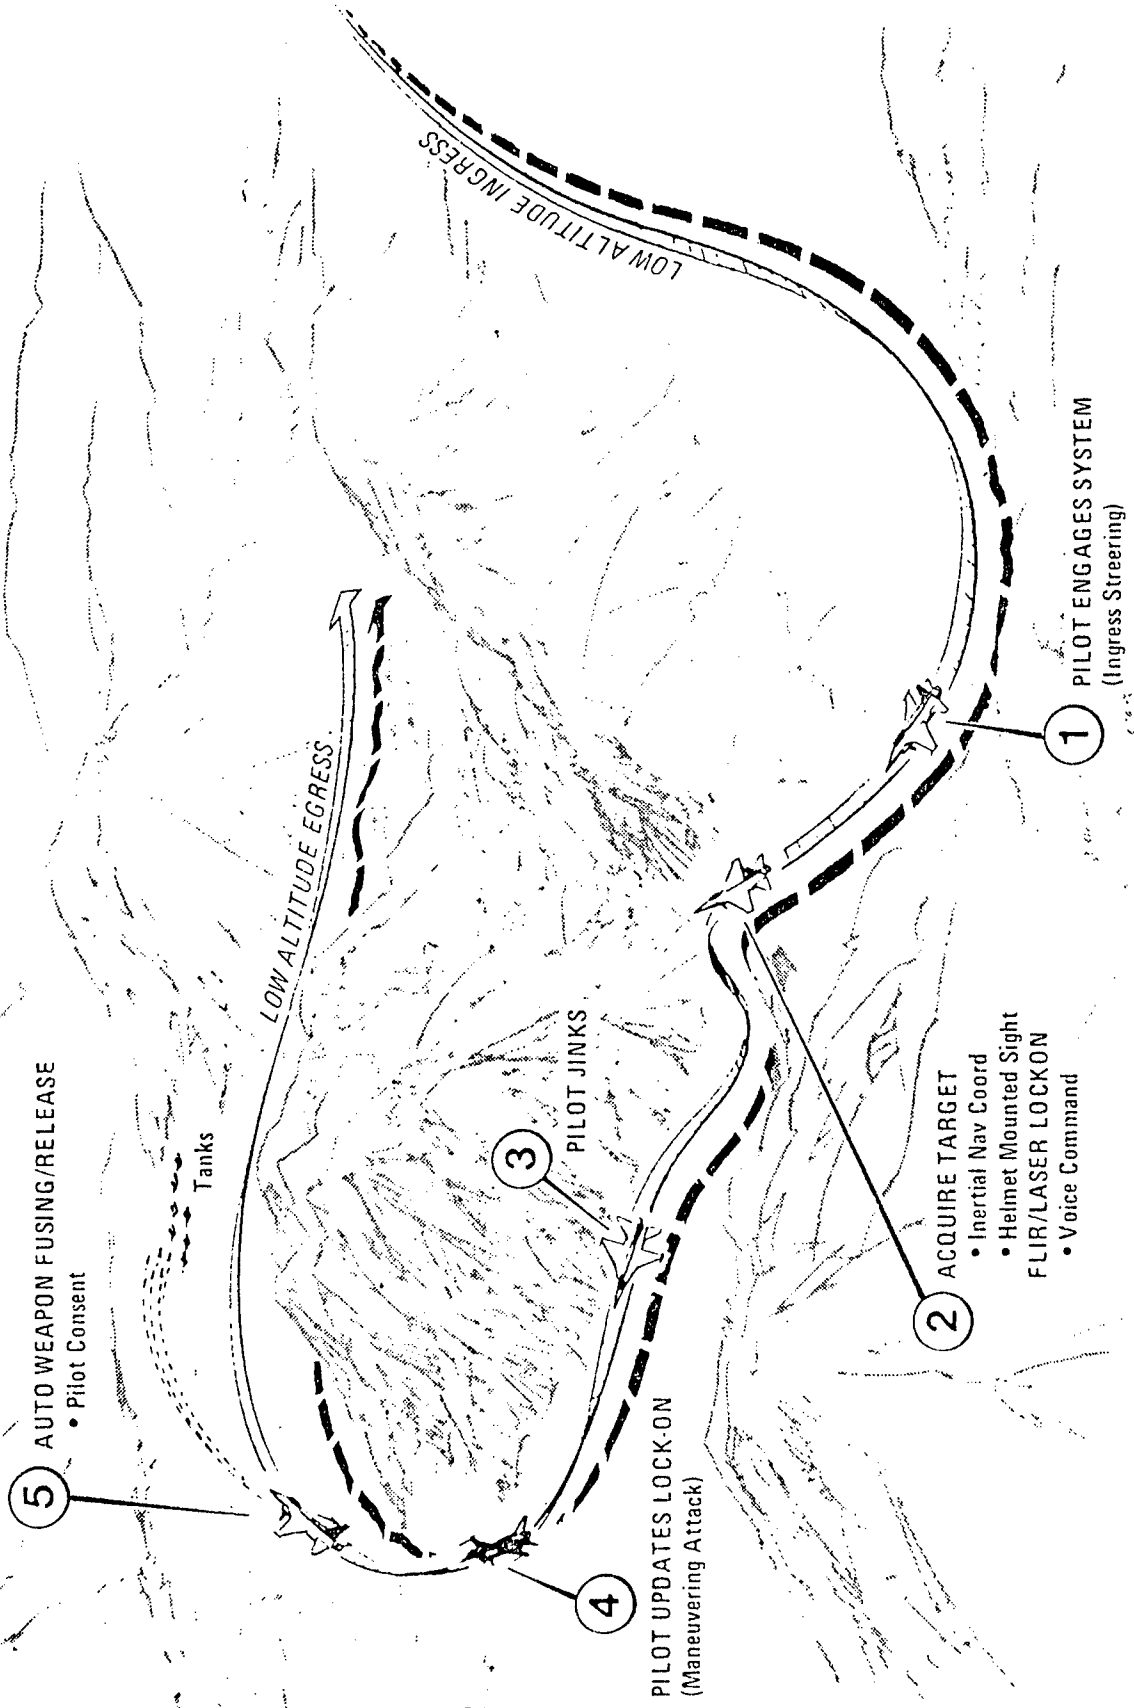 LOW ALTITUDE INGRESS
1
PILOT ENGAGES SYSTEM
(Ingress Streering)
2
ACQUIRE TARGET
• Inertial Nav Coord
• Helmet Mounted Sight
FLIR/LASER LOCKON
• Voice Command
3
PILOT JINKS
4
PILOT UPDATES LOCK-ON
(Maneuvering Attack)
5
AUTO WEAPON FUSING/RELEASE
• Pilot Consent
Tanks
LOW ALTITUDE EGRESS